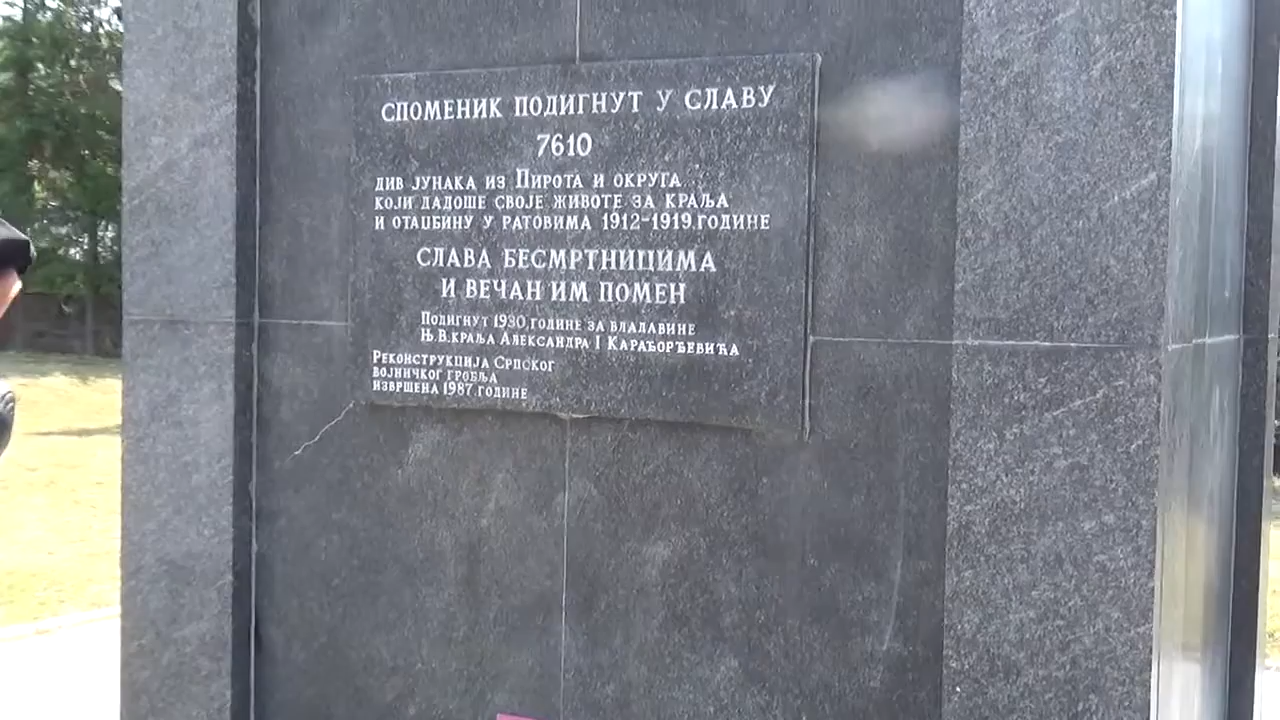 СПОМЕНИК ПОДИГНУТ У СЛАВУ
7610
ДИВ ЈУНАКА ИЗ ПИРОТА И ОКРУГА
КОЈИ ДАДОШЕ СВОЈЕ ЖИВОТЕ ЗА КРАЉА
И ОТАЏБИНУ У РАТОВИМА 1912-1919.ГОДИНЕ
СЛАВА БЕСМРТНИЦИМА
И ВЕЧАН ИМ ПОМЕН
ПОДИГНУТ 1930.ГОДИНЕ ЗА ВЛАДАВИНЕ
Њ.В.КРАЉА АЛЕКСАНДРА I КАРАЂОРЂЕВИЋА
РЕКОНСТРУКЦИЈА СРПСКОГ
ВОЈНИЧКОГ ГРОБЉА
ИЗВРШЕНА 1987.ГОДИНЕ